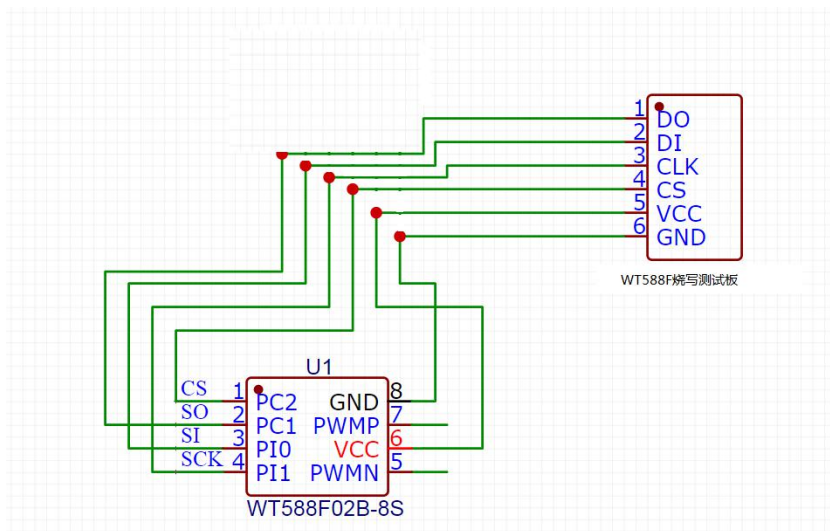 1 DO
2 DI
3 CLK
4 CS
5 VCC
6 GND
WT588F烧写测试板
U1
CS 1 PC2 GND 8
SO 2 PC1 PWMP 7
SI 3 PI0 VCC 6
SCK 4 PI1 PWMN 5
WT588F02B-8S